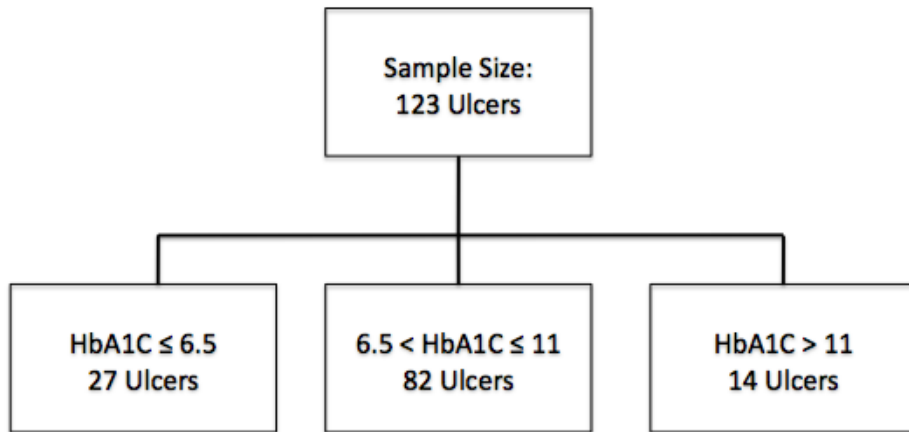 Sample Size:
123 Ulcers
HbA1C ≤ 6.5
27 Ulcers
6.5 < HbA1C ≤ 11
82 Ulcers
HbA1C > 11
14 Ulcers